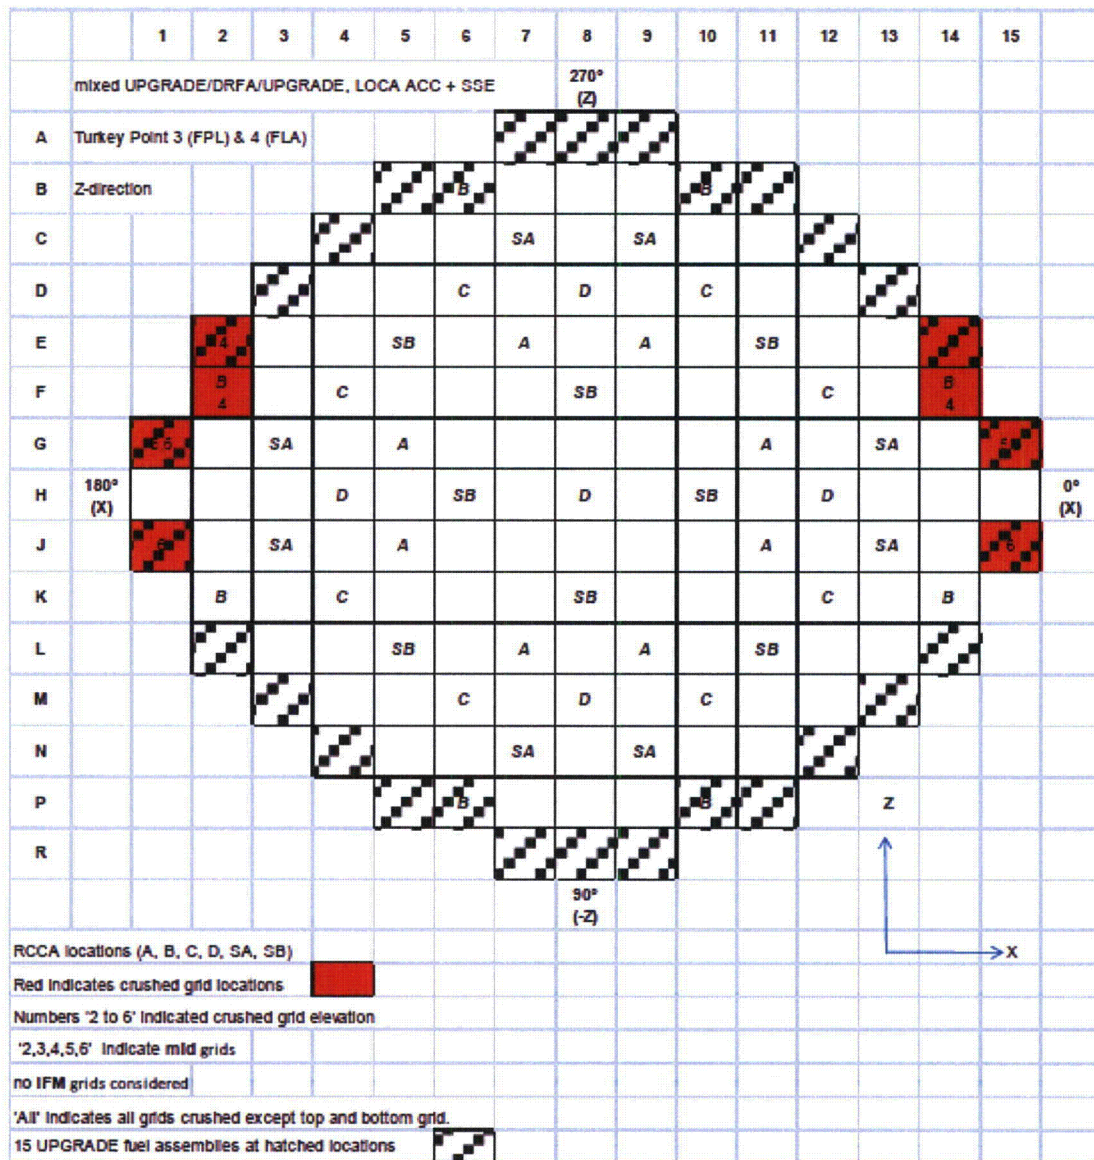 1 2 3 4 5 6 7 8 9 10 11 12 13 14 15
mixed UPGRADE/DRFA/UPGRADE, LOCA ACC + SSE 270°
(Z)
A Turkey Point 3 (FPL) & 4 (FLA)
B Z-direction B B
C SA SA
D C D C
E 4 SB A A SB
F B C SB C B
4 4
G SA A A SA
180° H D SB D SB D 0°
(X) (X)
J 6 SA A A SA 6
K B C SB C B
L SB A A SB
M C D C
N SA SA
P B B Z
R
90°
(-Z)
RCCA locations (A, B, C, D, SA, SB) X
Red indicates crushed grid locations
Numbers '2 to 6' indicated crushed grid elevation
'2,3,4,5,6' indicate mid grids
no IFM grids considered
'All' indicates all grids crushed except top and bottom grid.
15 UPGRADE fuel assemblies at hatched locations